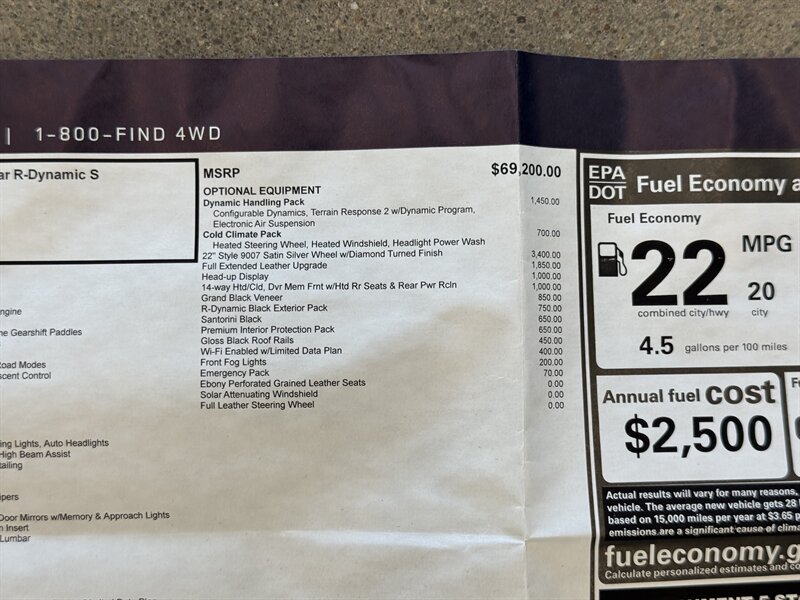 | 1-800-FIND 4WD
ar R-Dynamic S
ngine
ne Gearshift Paddles
Road Modes
scent Control
ing Lights, Auto Headlights
High Beam Assist
tailing
ipers
Door Mirrors w/Memory & Approach Lights
n Insert
Lumbar
MSRP $69,200.00
OPTIONAL EQUIPMENT
Dynamic Handling Pack 1,450.00
Configurable Dynamics, Terrain Response 2 w/Dynamic Program,
Electronic Air Suspension
Cold Climate Pack 700.00
Heated Steering Wheel, Heated Windshield, Headlight Power Wash
22" Style 9007 Satin Silver Wheel w/Diamond Turned Finish 3,400.00
Full Extended Leather Upgrade 1,850.00
Head-up Display 1,000.00
14-way Htd/Cld, Dvr Mem Frnt w/Htd Rr Seats & Rear Pwr Rcln 1,000.00
Grand Black Veneer 850.00
R-Dynamic Black Exterior Pack 750.00
Santorini Black 650.00
Premium Interior Protection Pack 650.00
Gloss Black Roof Rails 450.00
Wi-Fi Enabled w/Limited Data Plan 400.00
Front Fog Lights 200.00
Emergency Pack 70.00
Ebony Perforated Grained Leather Seats 0.00
Solar Attenuating Windshield 0.00
Full Leather Steering Wheel 0.00
EPA
DOT Fuel Economy a
Fuel Economy
22 MPG
20
combined city/hwy city
4.5 gallons per 100 miles
Annual fuel cost
$2,500
Actual results will vary for many reasons,
vehicle. The average new vehicle gets 28
based on 15,000 miles per year at $3.65 p
emissions are a significant cause of clima
fueleconomy.g
Calculate personalized estimates and co